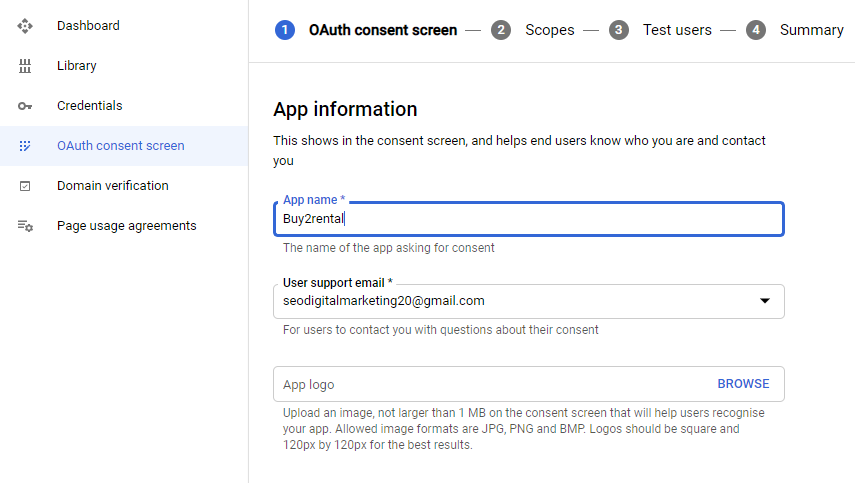 Dashboard
Library
Credentials
OAuth consent screen
Domain verification
Page usage agreements
1 OAuth consent screen — 2 Scopes — 3 Test users — 4 Summary
App information
This shows in the consent screen, and helps end users know who you are and contact
you
App name *
Buy2rental
The name of the app asking for consent
User support email *
seodigitalmarketing20@gmail.com
For users to contact you with questions about their consent
App logo BROWSE
Upload an image, not larger than 1 MB on the consent screen that will help users recognise
your app. Allowed image formats are JPG, PNG and BMP. Logos should be square and
120px by 120px for the best results.